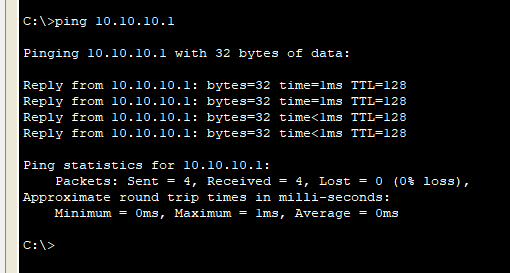 C:\>ping 10.10.10.1
Pinging 10.10.10.1 with 32 bytes of data:
Reply from 10.10.10.1: bytes=32 time=1ms TTL=128
Reply from 10.10.10.1: bytes=32 time=1ms TTL=128
Reply from 10.10.10.1: bytes=32 time<1ms TTL=128
Reply from 10.10.10.1: bytes=32 time<1ms TTL=128
Ping statistics for 10.10.10.1:
    Packets: Sent = 4, Received = 4, Lost = 0 (0% loss),
Approximate round trip times in milli-seconds:
    Minimum = 0ms, Maximum = 1ms, Average = 0ms
C:\>